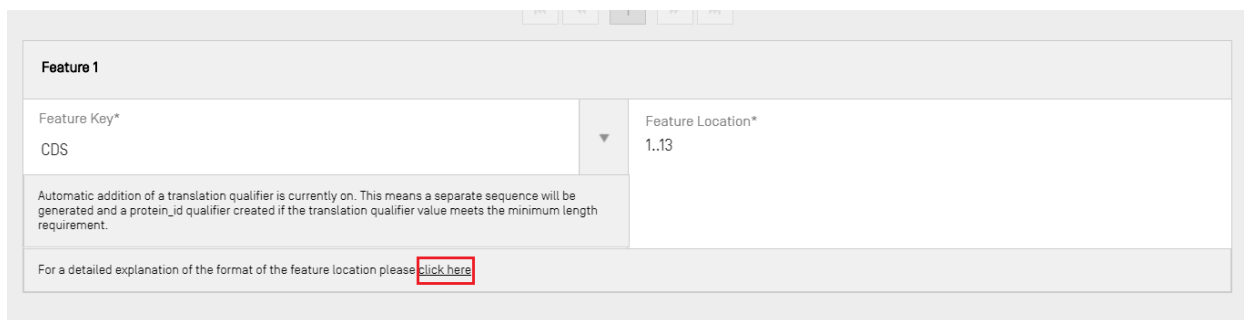 Feature 1
Feature Key*
CDS
Feature Location*
1..13
Automatic addition of a translation qualifier is currently on. This means a separate sequence will be
generated and a protein_id qualifier created if the translation qualifier value meets the minimum length
requirement.
For a detailed explanation of the format of the feature location please click here